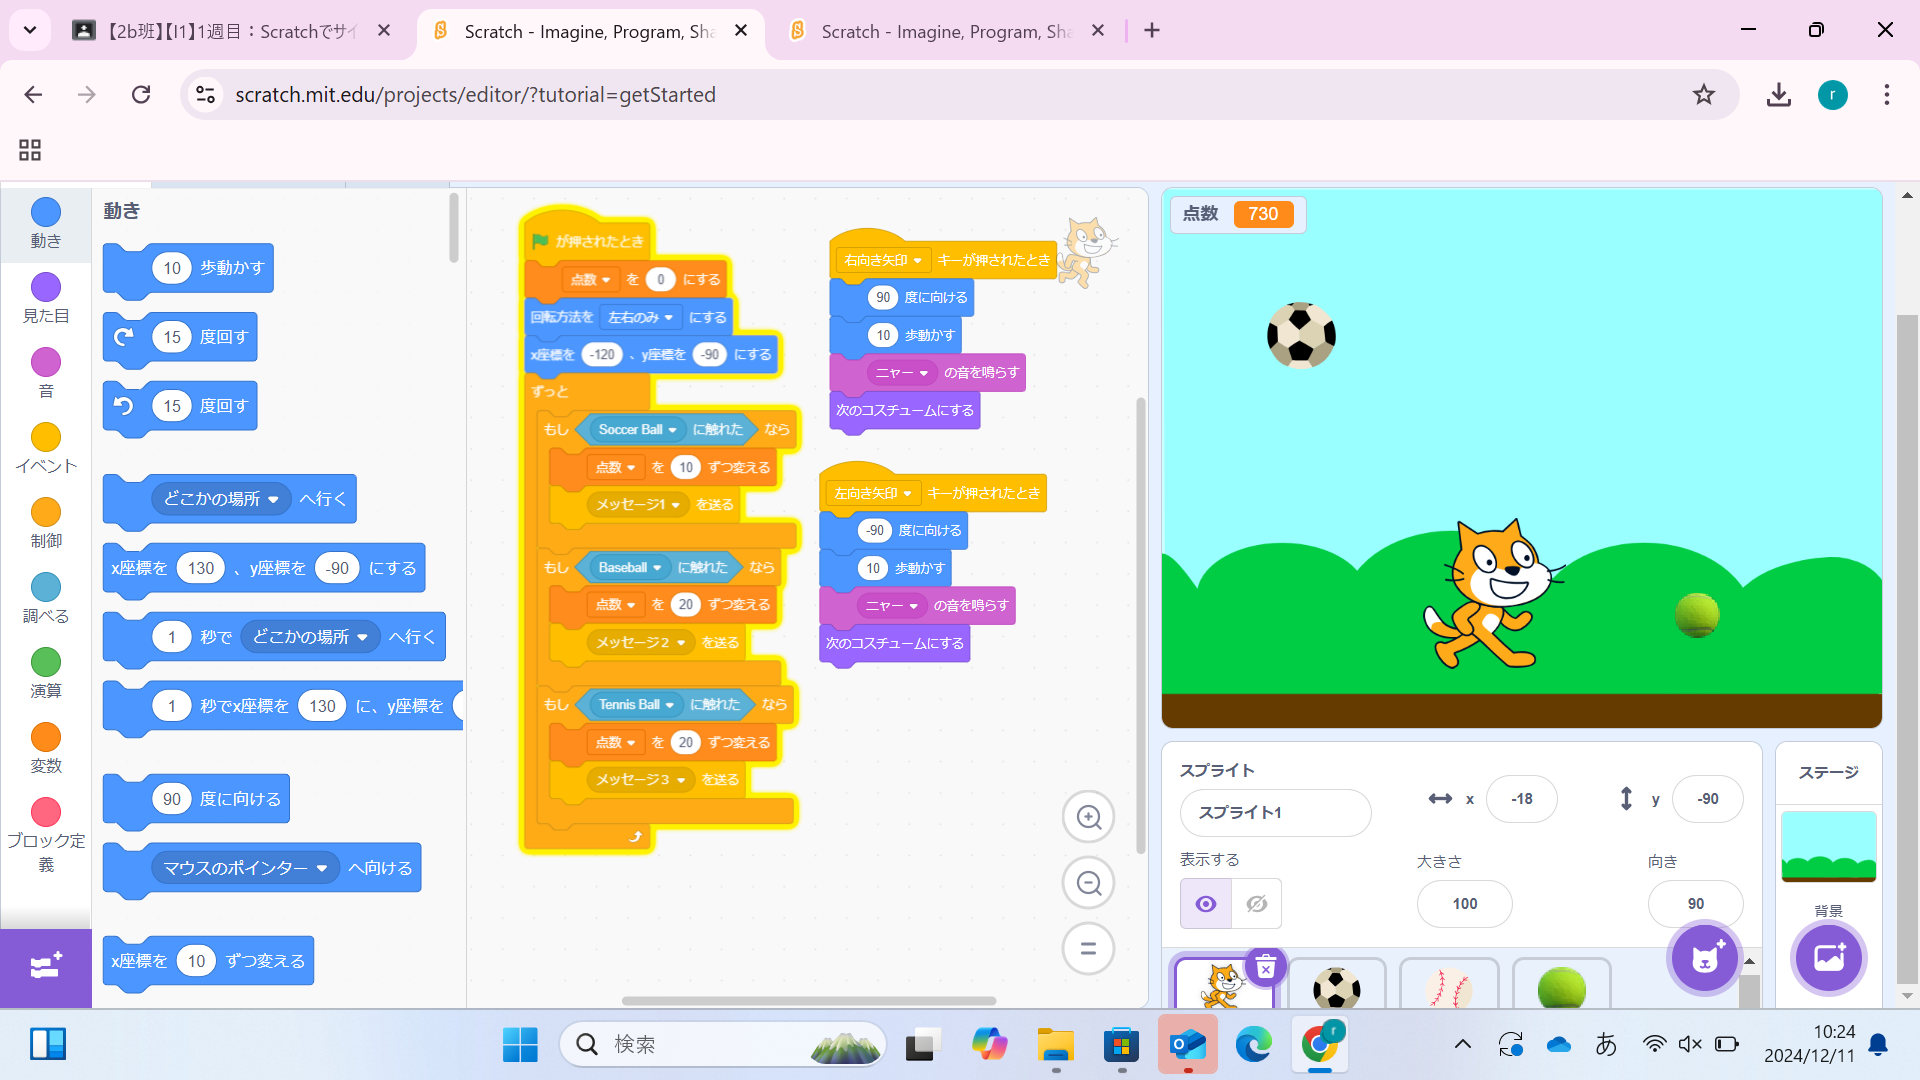 【2b班】【I1】1週目：Scratchでサイ
Scratch - Imagine, Program, Sha
Scratch - Imagine, Program, Sha
scratch.mit.edu/projects/editor/?tutorial=getStarted
r
動き
見た目
音
イベント
制御
調べる
演算
変数
ブロック定
義
動き
10 歩動かす
15 度回す
15 度回す
どこかの場所 へ行く
x座標を 130 、y座標を -90 にする
1 秒で どこかの場所 へ行く
1 秒でx座標を 130 に、y座標を
90 度に向ける
マウスのポインター へ向ける
x座標を 10 ずつ変える
が押されたとき
点数 を 0 にする
回転方法を 左右のみ にする
x座標を -120 、y座標を -90 にする
ずっと
もし Soccer Ball に触れた なら
点数 を 10 ずつ変える
メッセージ1 を送る
もし Baseball に触れた なら
点数 を 20 ずつ変える
メッセージ2 を送る
もし Tennis Ball に触れた なら
点数 を 20 ずつ変える
メッセージ3 を送る
右向き矢印 キーが押されたとき
90 度に向ける
10 歩動かす
ニャー の音を鳴らす
次のコスチュームにする
左向き矢印 キーが押されたとき
-90 度に向ける
10 歩動かす
ニャー の音を鳴らす
次のコスチュームにする
点数 730
スプライト
スプライト1
x -18
y -90
表示する
大きさ
100
向き
90
ステージ
背景
検索
r
あ
10:24
2024/12/11